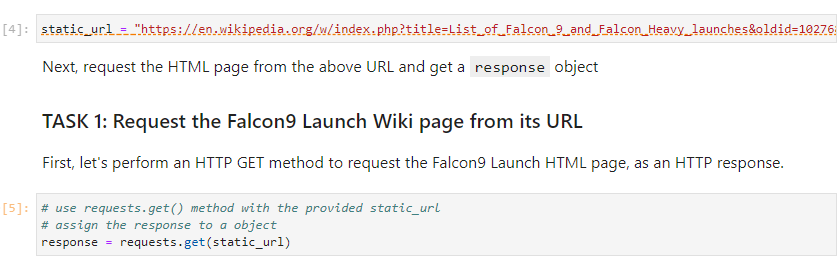 [4]: static_url = "https://en.wikipedia.org/w/index.php?title=List_of_Falcon_9_and_Falcon_Heavy_launches&oldid=10276
Next, request the HTML page from the above URL and get a response object
TASK 1: Request the Falcon9 Launch Wiki page from its URL
First, let's perform an HTTP GET method to request the Falcon9 Launch HTML page, as an HTTP response.
[5]: # use requests.get() method with the provided static_url
# assign the response to a object
response = requests.get(static_url)